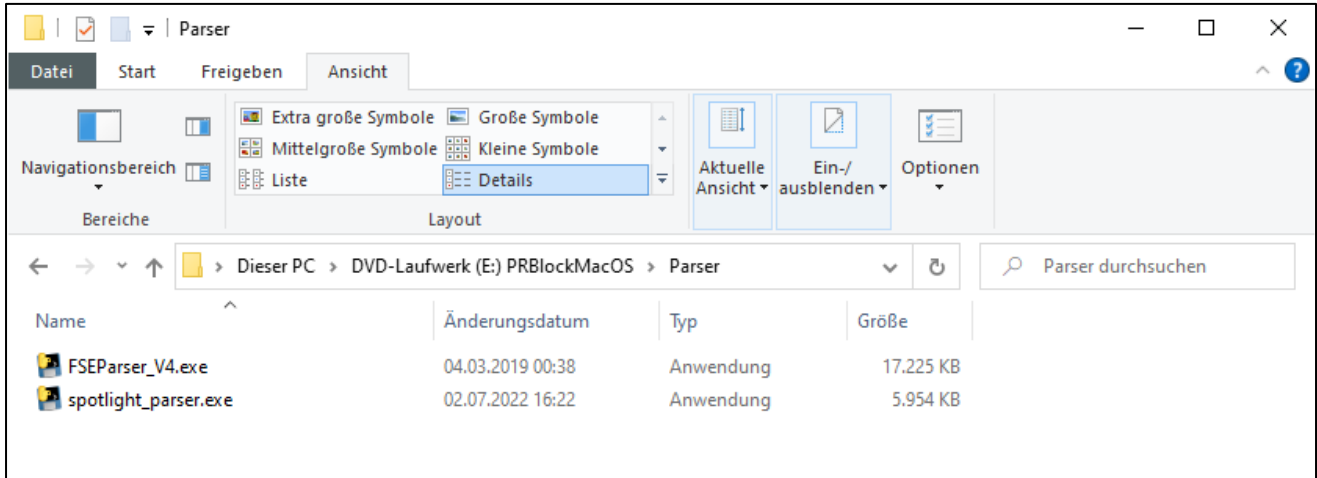 Parser
Datei Start Freigeben Ansicht
Extra große Symbole Große Symbole
Mittelgroße Symbole Kleine Symbole
Liste Details
Navigationsbereich
Aktuelle Ansicht
Ein-/ ausblenden
Optionen
Bereiche Layout
Dieser PC DVD-Laufwerk (E:) PRBlockMacOS Parser Parser durchsuchen
Name Änderungsdatum Typ Größe
FSEParser_V4.exe 04.03.2019 00:38 Anwendung 17.225 KB
spotlight_parser.exe 02.07.2022 16:22 Anwendung 5.954 KB